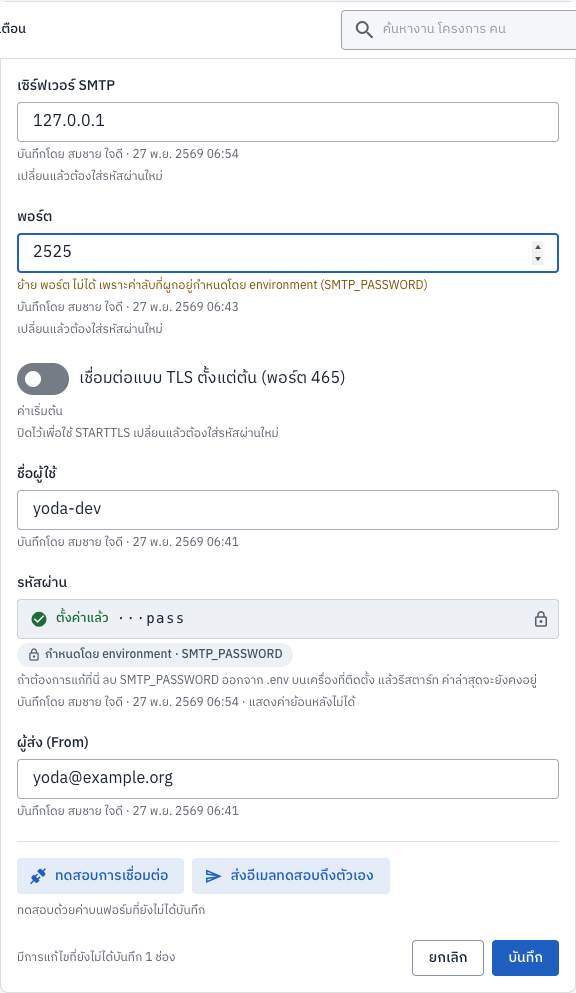 เตือน
ค้นหางาน โครงการ คน
เซิร์ฟเวอร์ SMTP
127.0.0.1
บันทึกโดย สมชาย ใจดี · 27 พ.ย. 2569 06:54
เปลี่ยนแล้วต้องใส่รหัสผ่านใหม่
พอร์ต
2525
ย้าย พอร์ต ไม่ได้ เพราะค่าลับที่ผูกอยู่กำหนดโดย environment (SMTP_PASSWORD)
บันทึกโดย สมชาย ใจดี · 27 พ.ย. 2569 06:43
เปลี่ยนแล้วต้องใส่รหัสผ่านใหม่
เชื่อมต่อแบบ TLS ตั้งแต่ต้น (พอร์ต 465)
ค่าเริ่มต้น
ปิดไว้เพื่อใช้ STARTTLS เปลี่ยนแล้วต้องใส่รหัสผ่านใหม่
ชื่อผู้ใช้
yoda-dev
บันทึกโดย สมชาย ใจดี · 27 พ.ย. 2569 06:41
รหัสผ่าน
ตั้งค่าแล้ว ···pass
กำหนดโดย environment · SMTP_PASSWORD
ถ้าต้องการแก้ที่นี่ ลบ SMTP_PASSWORD ออกจาก .env บนเครื่องที่ติดตั้ง แล้วรีสตาร์ท ค่าล่าสุดจะยังคงอยู่
บันทึกโดย สมชาย ใจดี · 27 พ.ย. 2569 06:54 · แสดงค่าย้อนหลังไม่ได้
ผู้ส่ง (From)
yoda@example.org
บันทึกโดย สมชาย ใจดี · 27 พ.ย. 2569 06:41
ทดสอบการเชื่อมต่อ
ส่งอีเมลทดสอบถึงตัวเอง
ทดสอบด้วยค่าบนฟอร์มที่ยังไม่ได้บันทึก
มีการแก้ไขที่ยังไม่ได้บันทึก 1 ช่อง
ยกเลิก
บันทึก